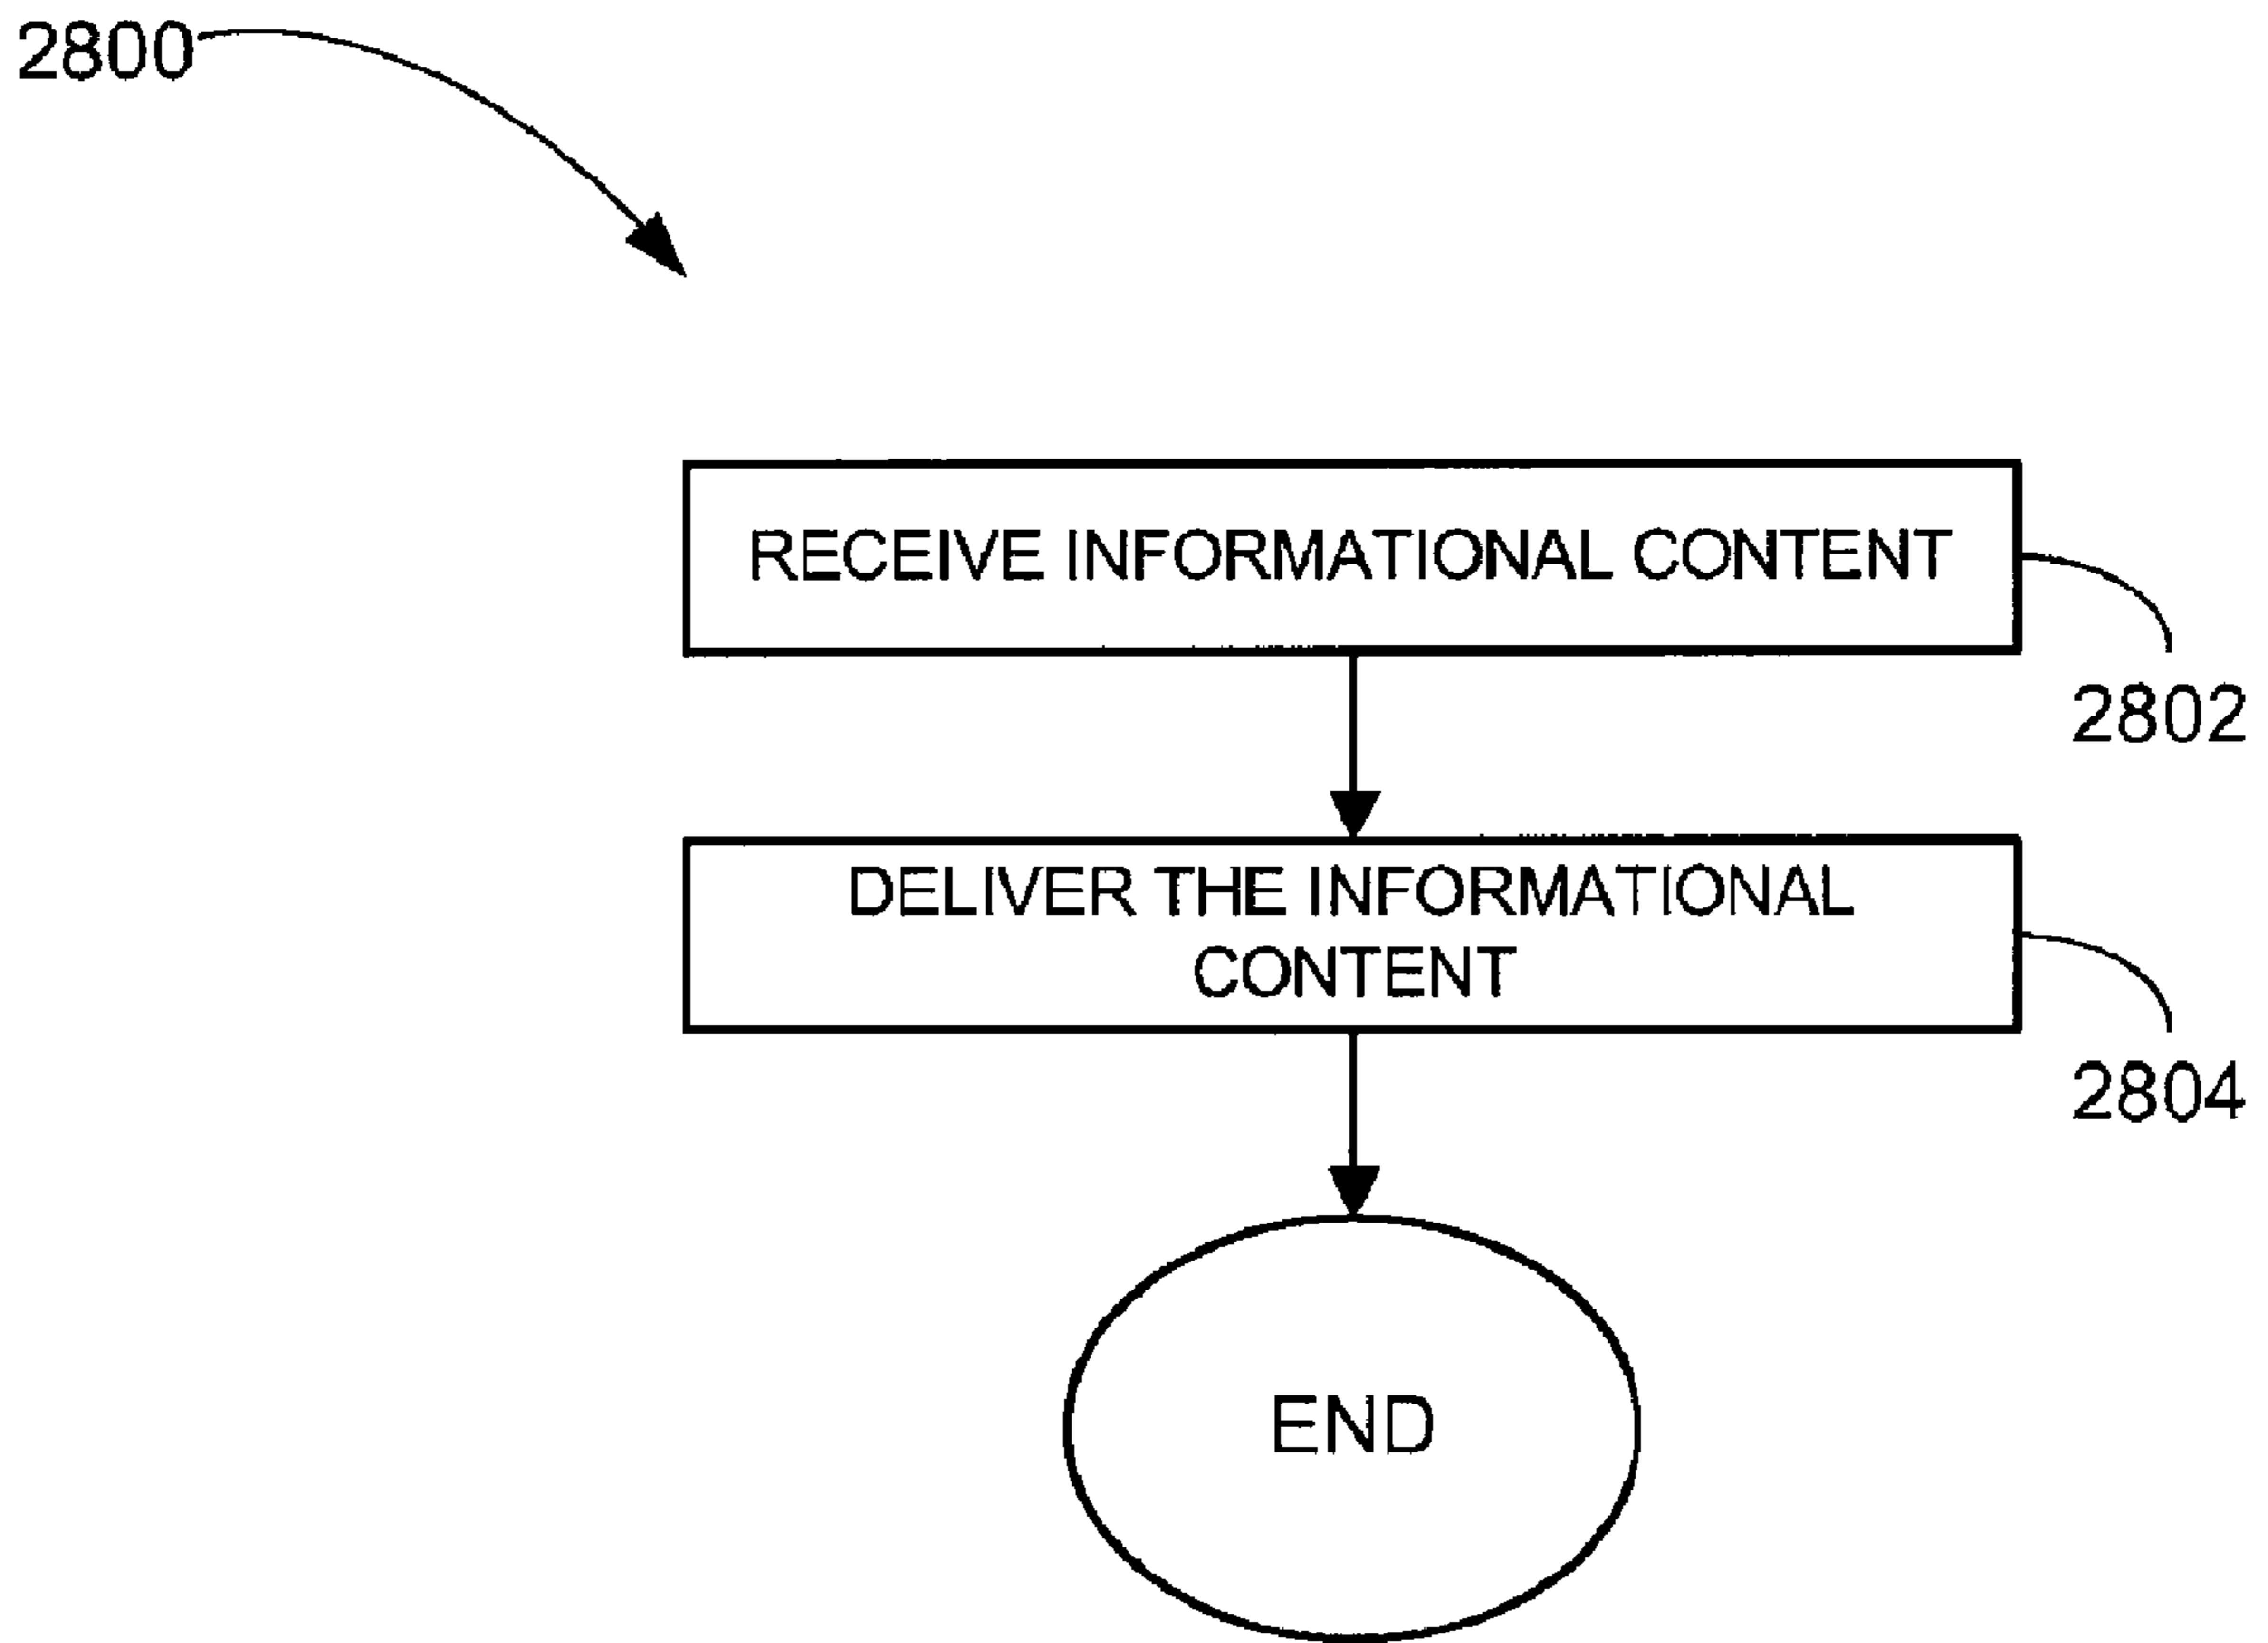 2800
RECEIVE INFORMATIONAL CONTENT
2802
DELIVER THE INFORMATIONAL
CONTENT
2804
END